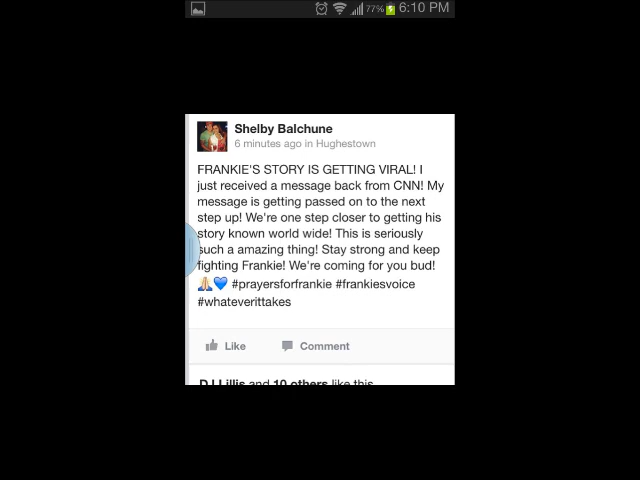 77% 6:10 PM
Shelby Balchune
6 minutes ago in Hughestown
FRANKIE'S STORY IS GETTING VIRAL! I
just received a message back from CNN! My
message is getting passed on to the next
step up! We're one step closer to getting his
story known world wide! This is seriously
such a amazing thing! Stay strong and keep
fighting Frankie! We're coming for you bud!
🙏💙 #prayersforfrankie #frankiesvoice
#whateverittakes
Like Comment
DJ Lillis and 10 others like this.